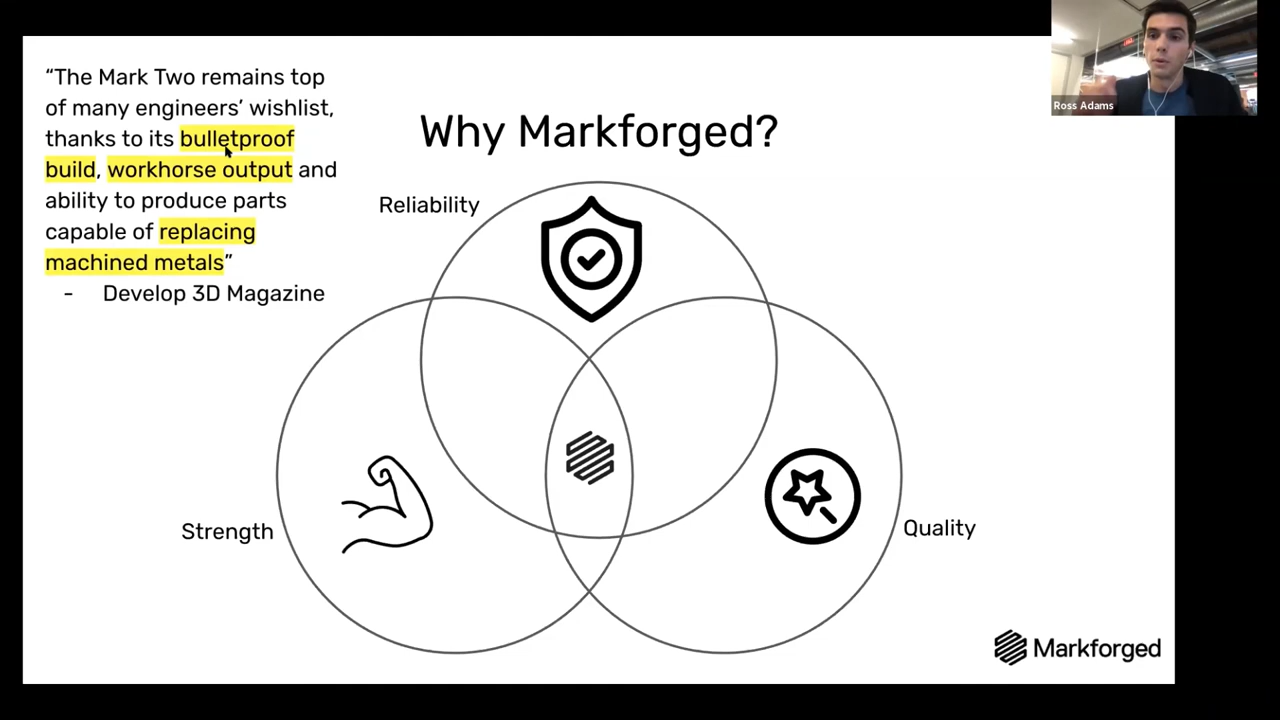 “The Mark Two remains top
of many engineers’ wishlist,
thanks to its bulletproof
build, workhorse output and
ability to produce parts
capable of replacing
machined metals”
- Develop 3D Magazine
Why Markforged?
Reliability
Strength
Quality
Markforged
Ross Adams